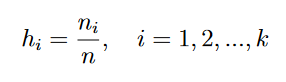 h_i = \frac{n_i}{n}, \quad i = 1, 2, ..., k